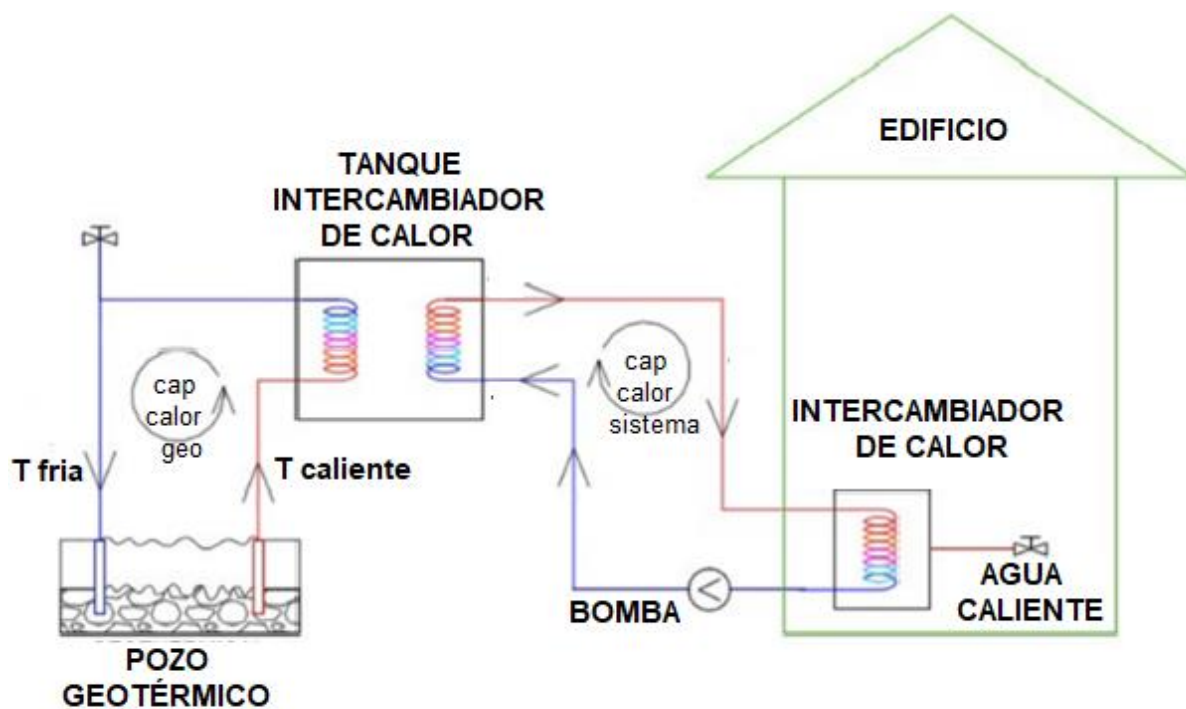 EDIFICIO
TANQUE
INTERCAMBIADOR
DE CALOR
cap
calor
geo
cap
calor
sistema
INTERCAMBIADOR
DE CALOR
T fria
T caliente
BOMBA
AGUA
CALIENTE
POZO
GEOTÉRMICO